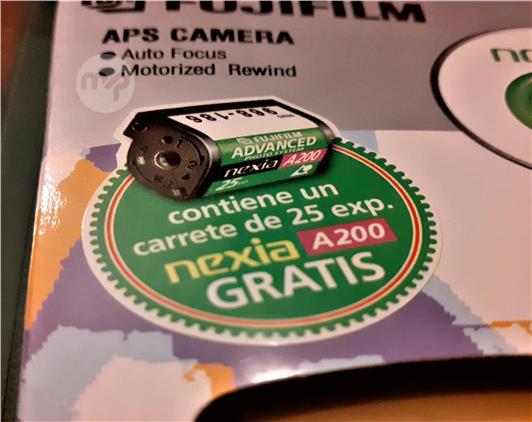 FUJIFILM
APS CAMERA
Auto Focus
Motorized Rewind
FUJIFILM
ADVANCED
PHOTO SYSTEM
nexia A200
25
contiene un
carrete de 25 exp.
nexia A200
GRATIS